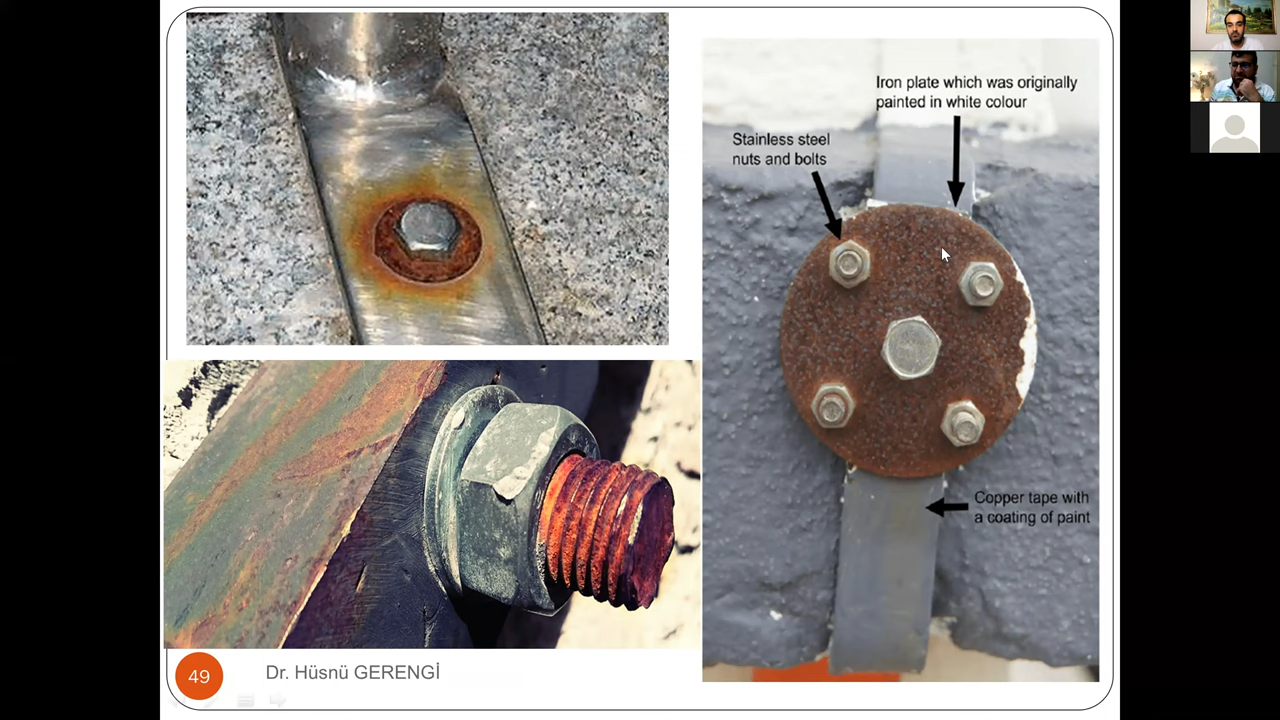 Iron plate which was originally
painted in white colour
Stainless steel
nuts and bolts
Copper tape with
a coating of paint
49
Dr. Hüsnü GERENGİ